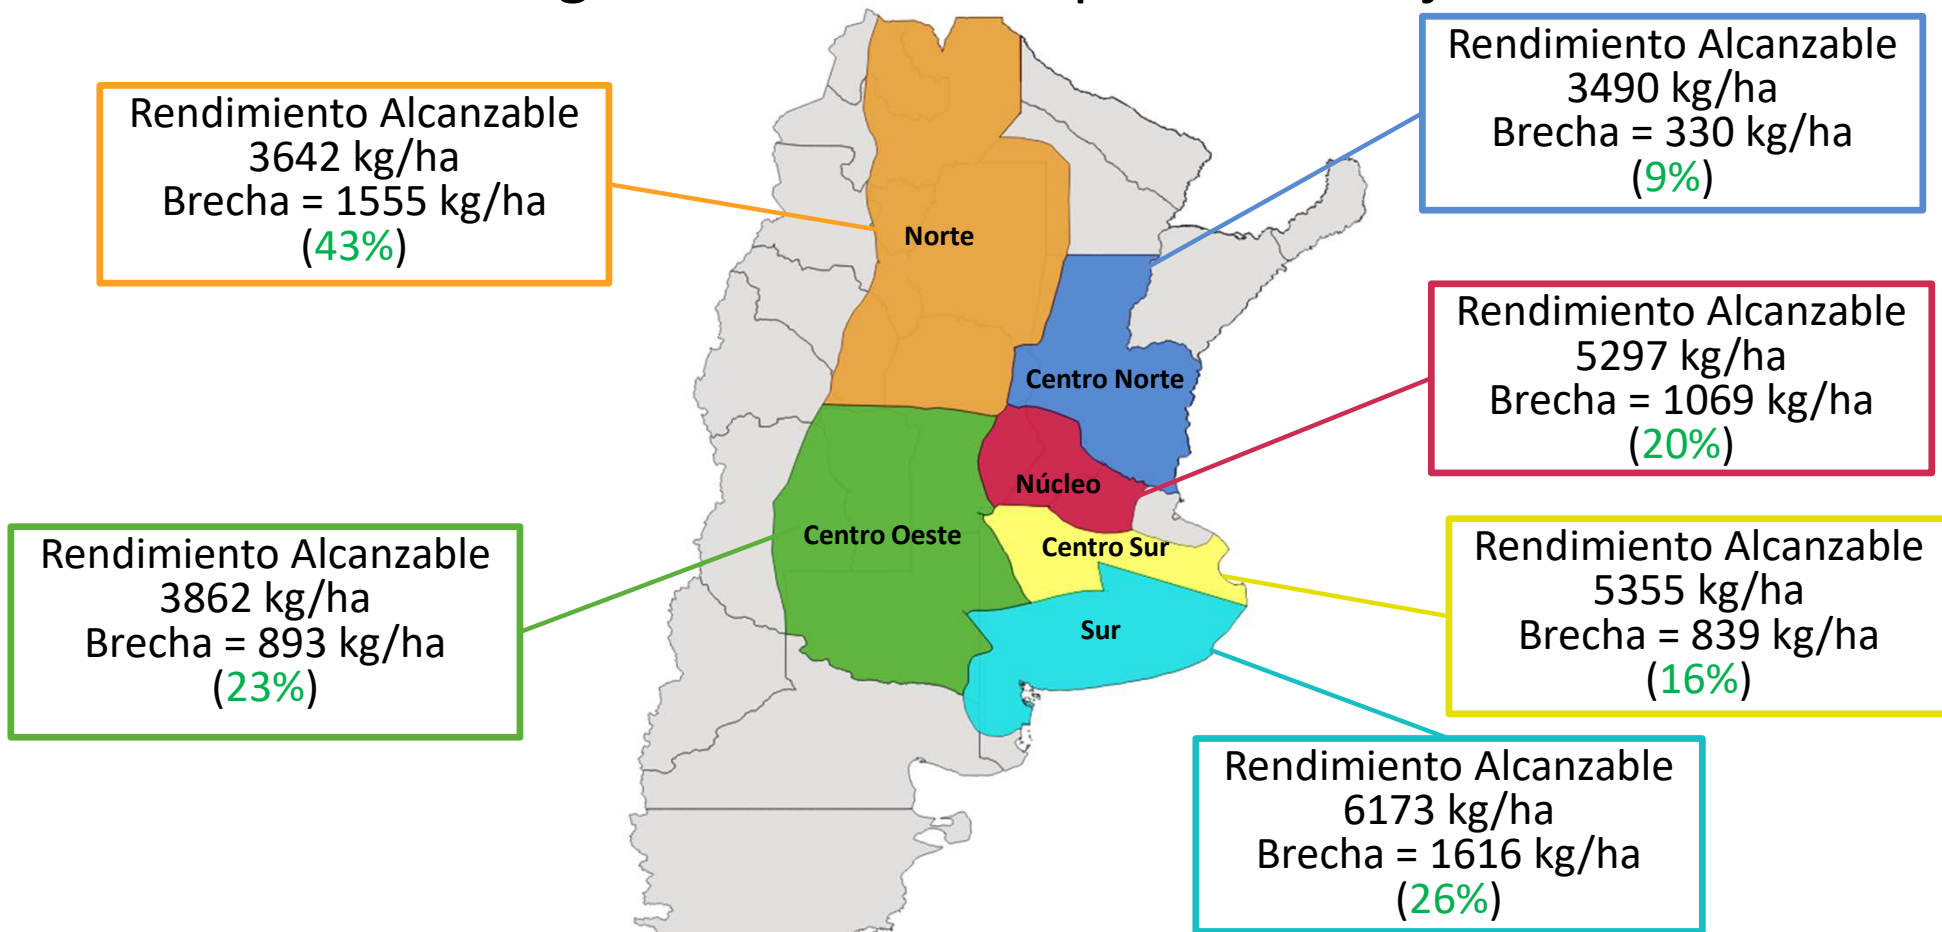 Rendimiento Alcanzable
3642 kg/ha
Brecha = 1555 kg/ha
(43%)
Rendimiento Alcanzable
3490 kg/ha
Brecha = 330 kg/ha
(9%)
Norte
Rendimiento Alcanzable
5297 kg/ha
Brecha = 1069 kg/ha
(20%)
Centro Norte
Núcleo
Centro Oeste
Centro Sur
Sur
Rendimiento Alcanzable
3862 kg/ha
Brecha = 893 kg/ha
(23%)
Rendimiento Alcanzable
5355 kg/ha
Brecha = 839 kg/ha
(16%)
Rendimiento Alcanzable
6173 kg/ha
Brecha = 1616 kg/ha
(26%)